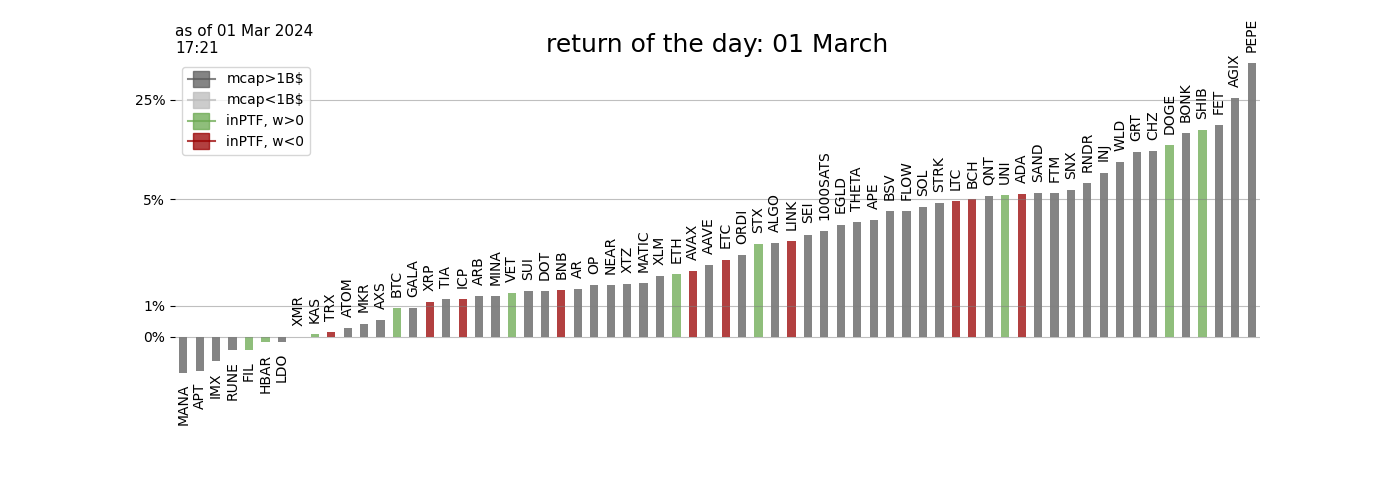 as of 01 Mar 2024
17:21
return of the day: 01 March
mcap>1B$
mcap<1B$
inPTF, w>0
inPTF, w<0
25%
5%
1%
0%
MANA
APT
IMX
RUNE
FIL
HBAR
LDO
XMR
KAS
TRX
ATOM
MKR
AXS
BTC
GALA
XRP
TIA
ICP
ARB
MINA
VET
SUI
DOT
BNB
AR
OP
NEAR
XTZ
MATIC
XLM
ETH
AVAX
AAVE
ETC
ORDI
STX
ALGO
LINK
SEI
1000SATS
EGLD
THETA
APE
BSV
FLOW
SOL
STRK
LTC
BCH
QNT
UNI
ADA
SAND
FTM
SNX
RNDR
INJ
WLD
GRT
CHZ
DOGE
BONK
SHIB
FET
AGIX
PEPE